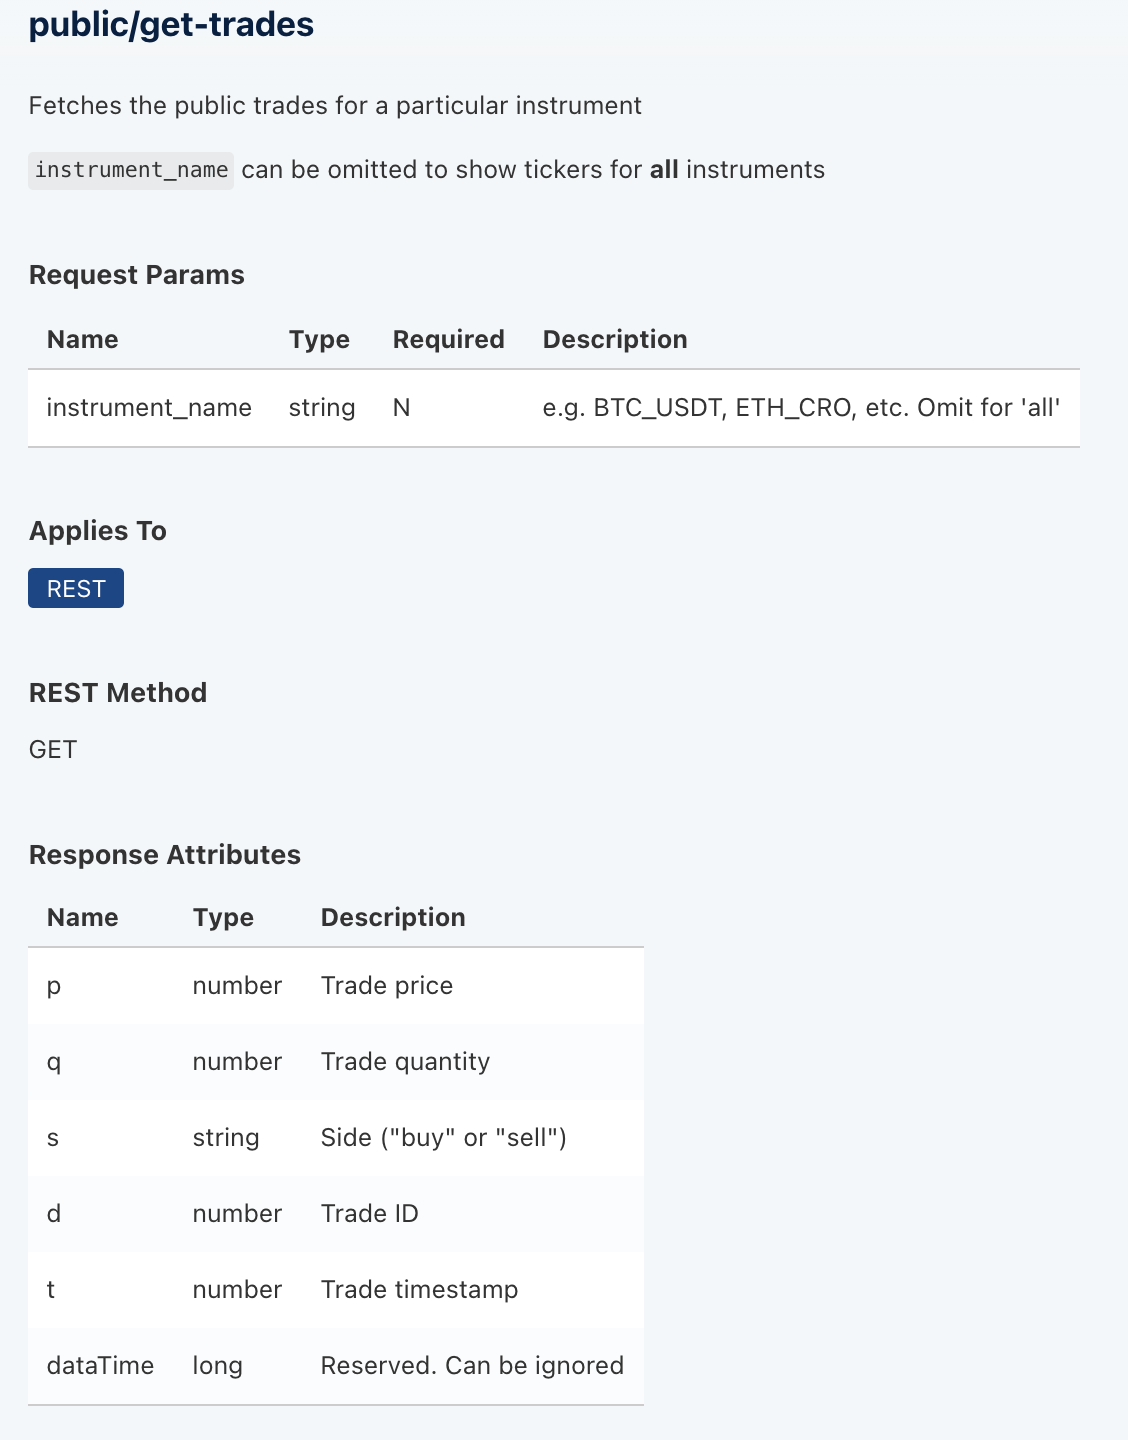 public/get-trades
Fetches the public trades for a particular instrument
instrument_name can be omitted to show tickers for all instruments
Request Params
Name Type Required Description
instrument_name string N e.g. BTC_USDT, ETH_CRO, etc. Omit for 'all'
Applies To
REST
REST Method
GET
Response Attributes
Name Type Description
p number Trade price
q number Trade quantity
s string Side ("buy" or "sell")
d number Trade ID
t number Trade timestamp
dataTime long Reserved. Can be ignored